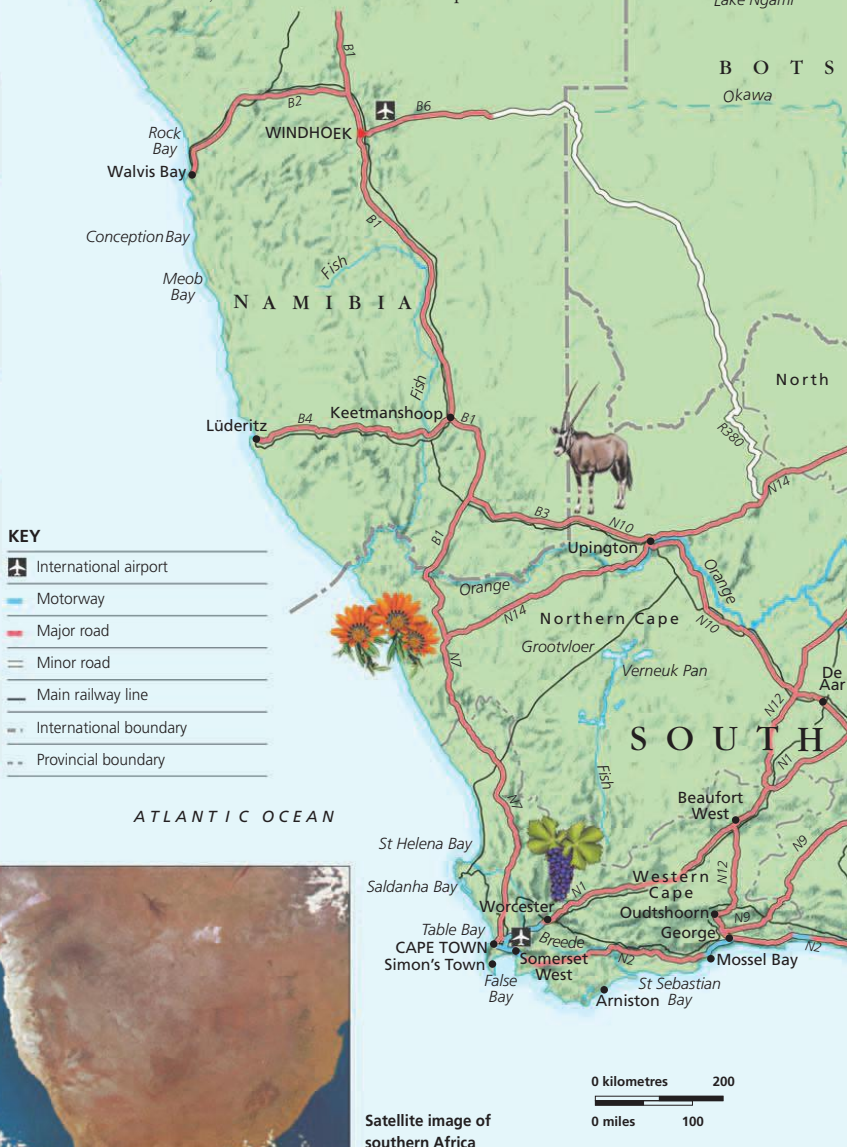 Lake Ngami
B O T S
Okawa
B1
B2
B6
WINDHOEK
Rock
Bay
Walvis Bay
B1
Conception Bay
Fish
Meob
Bay
N A M I B I A
North
Fish
Keetmanshoop
B1
B4
Lüderitz
R380
N14
B3
N10
B1
Upington
Orange
Orange
N14
Northern Cape
N10
Grootvloer
Verneuk Pan
N7
De
Aar
N12
S O U T H
N1
Fish
N7
Beaufort
West
N9
N12
St Helena Bay
Saldanha Bay
Western
Cape
N1
Worcester
Oudtshoorn
N9
Table Bay
Breede
George
CAPE TOWN
Simon's Town
Somerset
West
N2
N2
Mossel Bay
False
Bay
St Sebastian
Bay
Arniston
KEY
International airport
Motorway
Major road
Minor road
Main railway line
International boundary
Provincial boundary
ATLANTIC OCEAN
0 kilometres 200
0 miles 100
Satellite image of
southern Africa